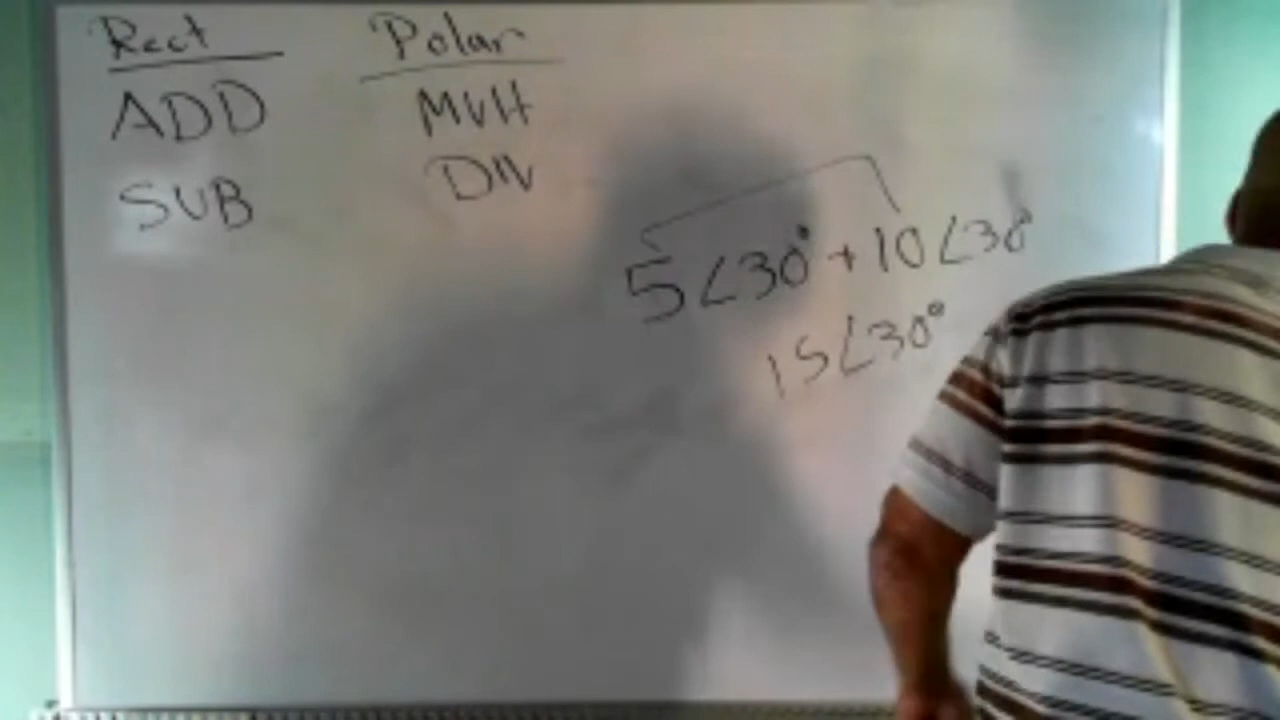 Rect Polar
ADD Mult
SUB DIV
5∠30° + 10∠30°
15∠30°